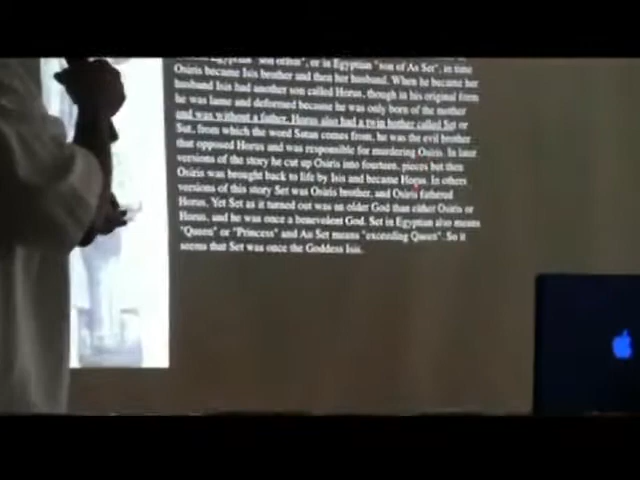 Egyptian "son of him", or in Egyptian "son of As Set", in time
Osiris became Isis brother and then her husband. When he became her
husband Isis had another son called Horus, though in his original form
he was lame and deformed because he was only born of the mother
and was without a father. Horus also had a twin bother called Set or
Sut, from which the word Satan comes from, he was the evil brother
that opposed Horus and was responsible for murdering Osiris. In later
versions of the story he cut up Osiris into fourteen, pieces but then
Osiris was brought back to life by Isis and became Horus. In others
versions of this story Set was Osiris brother, and Osiris fathered
Horus. Yet Set as it turned out was an older God than either Osiris or
Horus, and he was once a benevolent God. Set in Egyptian also means
"Queen" or "Princess" and As Set means "exceeding Queen". So it
seems that Set was once the Goddess Isis.